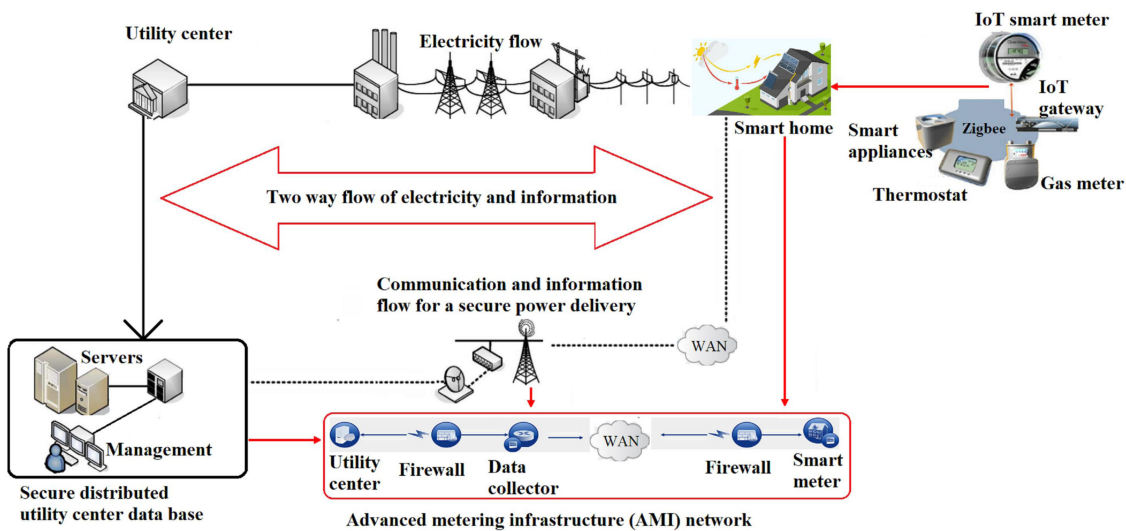 Utility center
Electricity flow
IoT smart meter
IoT
gateway
Smart home
Smart
appliances
Zigbee
Thermostat
Gas meter
Two way flow of electricity and information
Communication and information
flow for a secure power delivery
WAN
Servers
Management
Secure distributed
utility center data base
Utility
center
Firewall
Data
collector
WAN
Firewall
Smart
meter
Advanced metering infrastructure (AMI) network